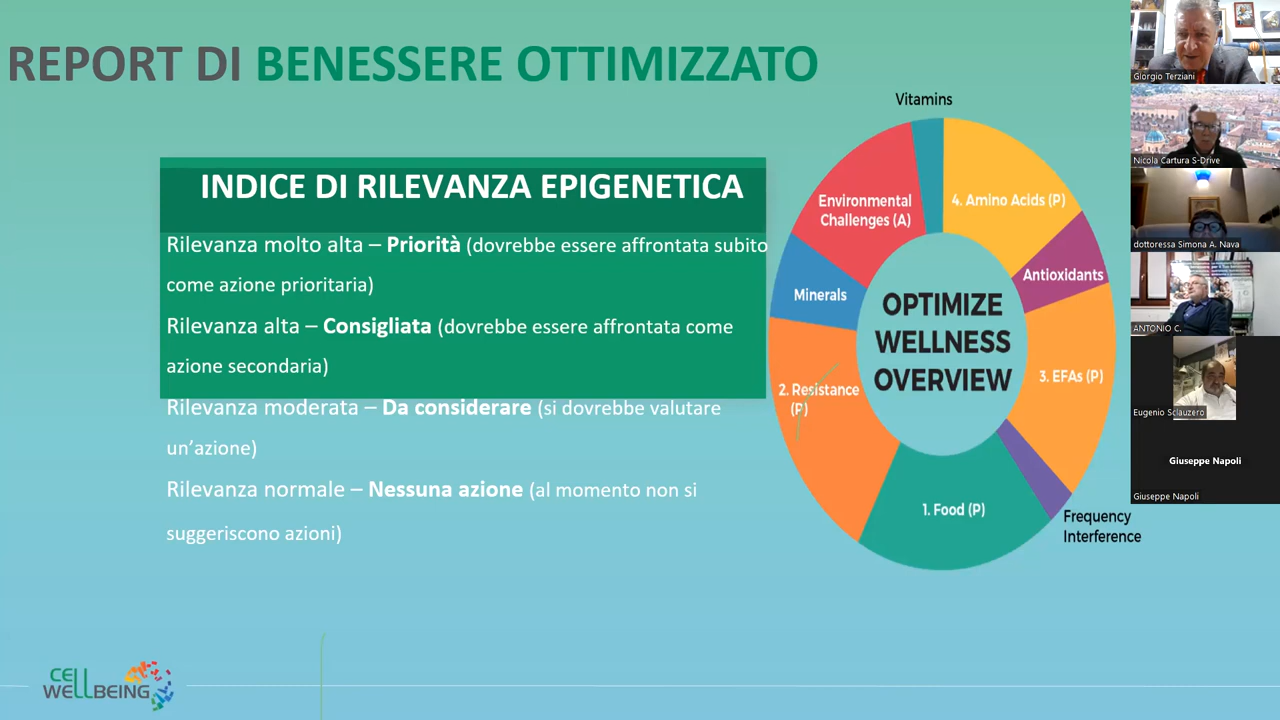 REPORT DI BENESSERE OTTIMIZZATO
INDICE DI RILEVANZA EPIGENETICA
Rilevanza molto alta – Priorità (dovrebbe essere affrontata subito
come azione prioritaria)
Rilevanza alta – Consigliata (dovrebbe essere affrontata come
azione secondaria)
Rilevanza moderata – Da considerare (si dovrebbe valutare
un’azione)
Rilevanza normale – Nessuna azione (al momento non si
suggeriscono azioni)
Vitamins
4. Amino Acids (P)
Environmental
Challenges (A)
Antioxidants
Minerals
OPTIMIZE
WELLNESS
OVERVIEW
3. EFAs (P)
2. Resistance
(P)
1. Food (P)
Frequency
Interference
CELL
WELLBEING
Giorgio Terziani
Nicola Cartura S-Drive
dottoressa Simona A. Nava
ANTONIO C.
Eugenio Sclauzero
Giuseppe Napoli
Giuseppe Napoli